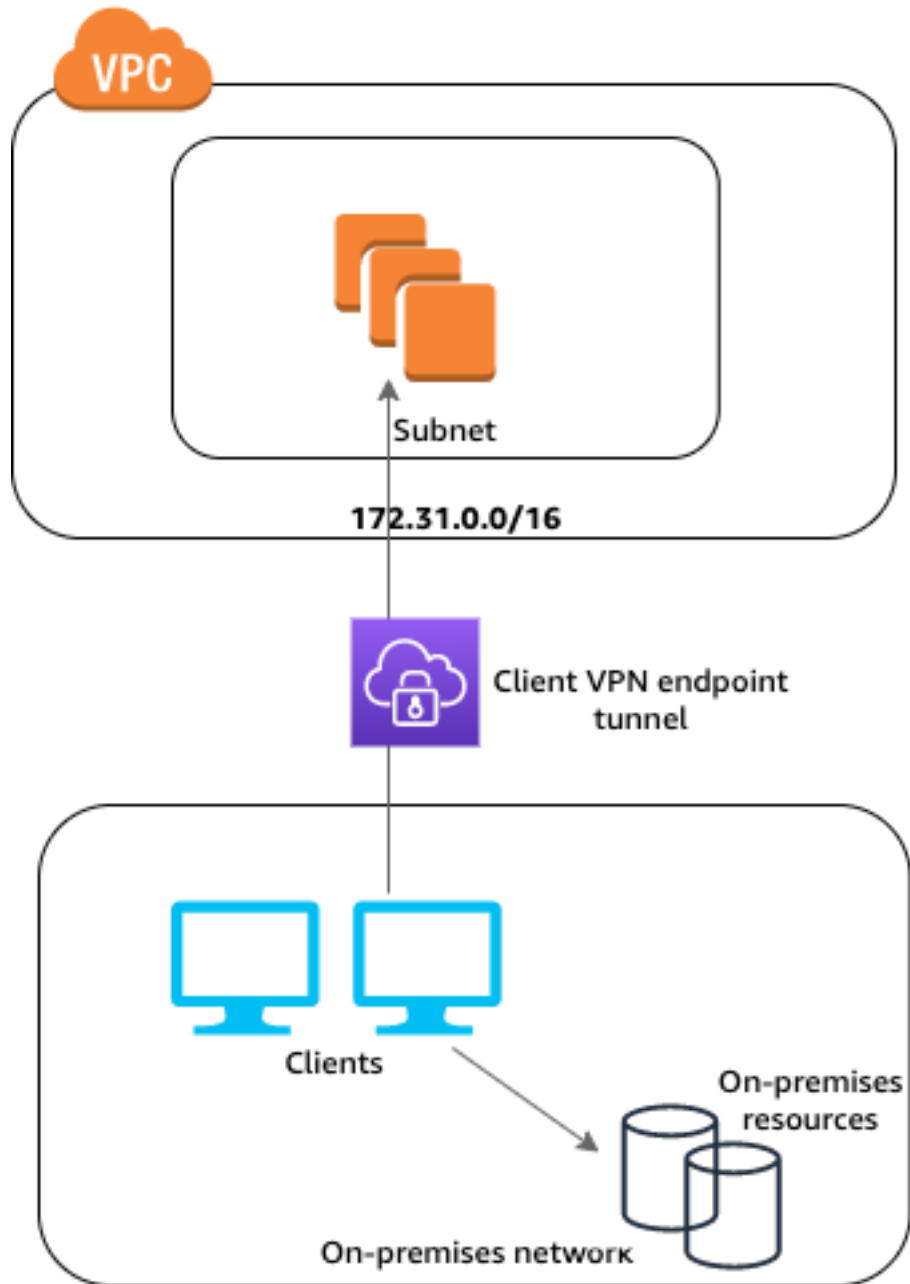 VPC
Subnet
172.31.0.0/16
Client VPN endpoint
tunnel
Clients
On-premises
resources
On-premises network